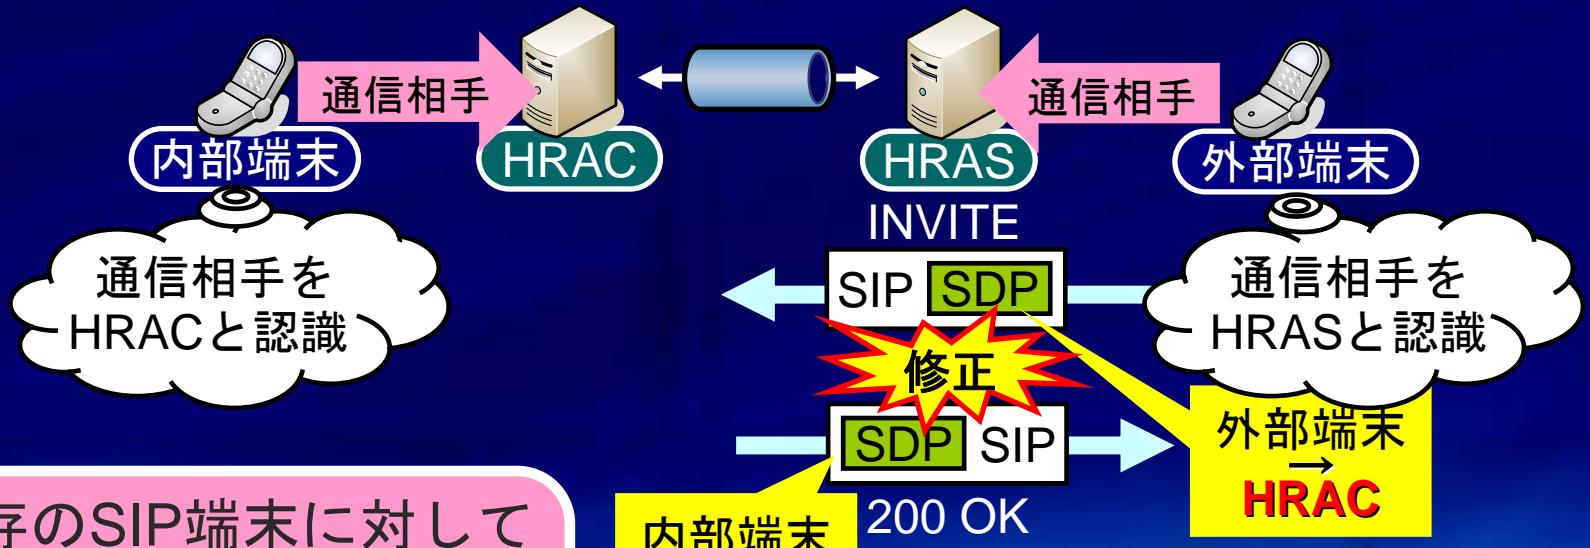 通信相手
通信相手
内部端末
HRAC
HRAS
外部端末
INVITE
通信相手を
HRACと認識
SIP SDP
通信相手を
HRASと認識
修正
SDP SIP
外部端末
→
HRAC
存のSIP端末に対して
内部端末
200 OK